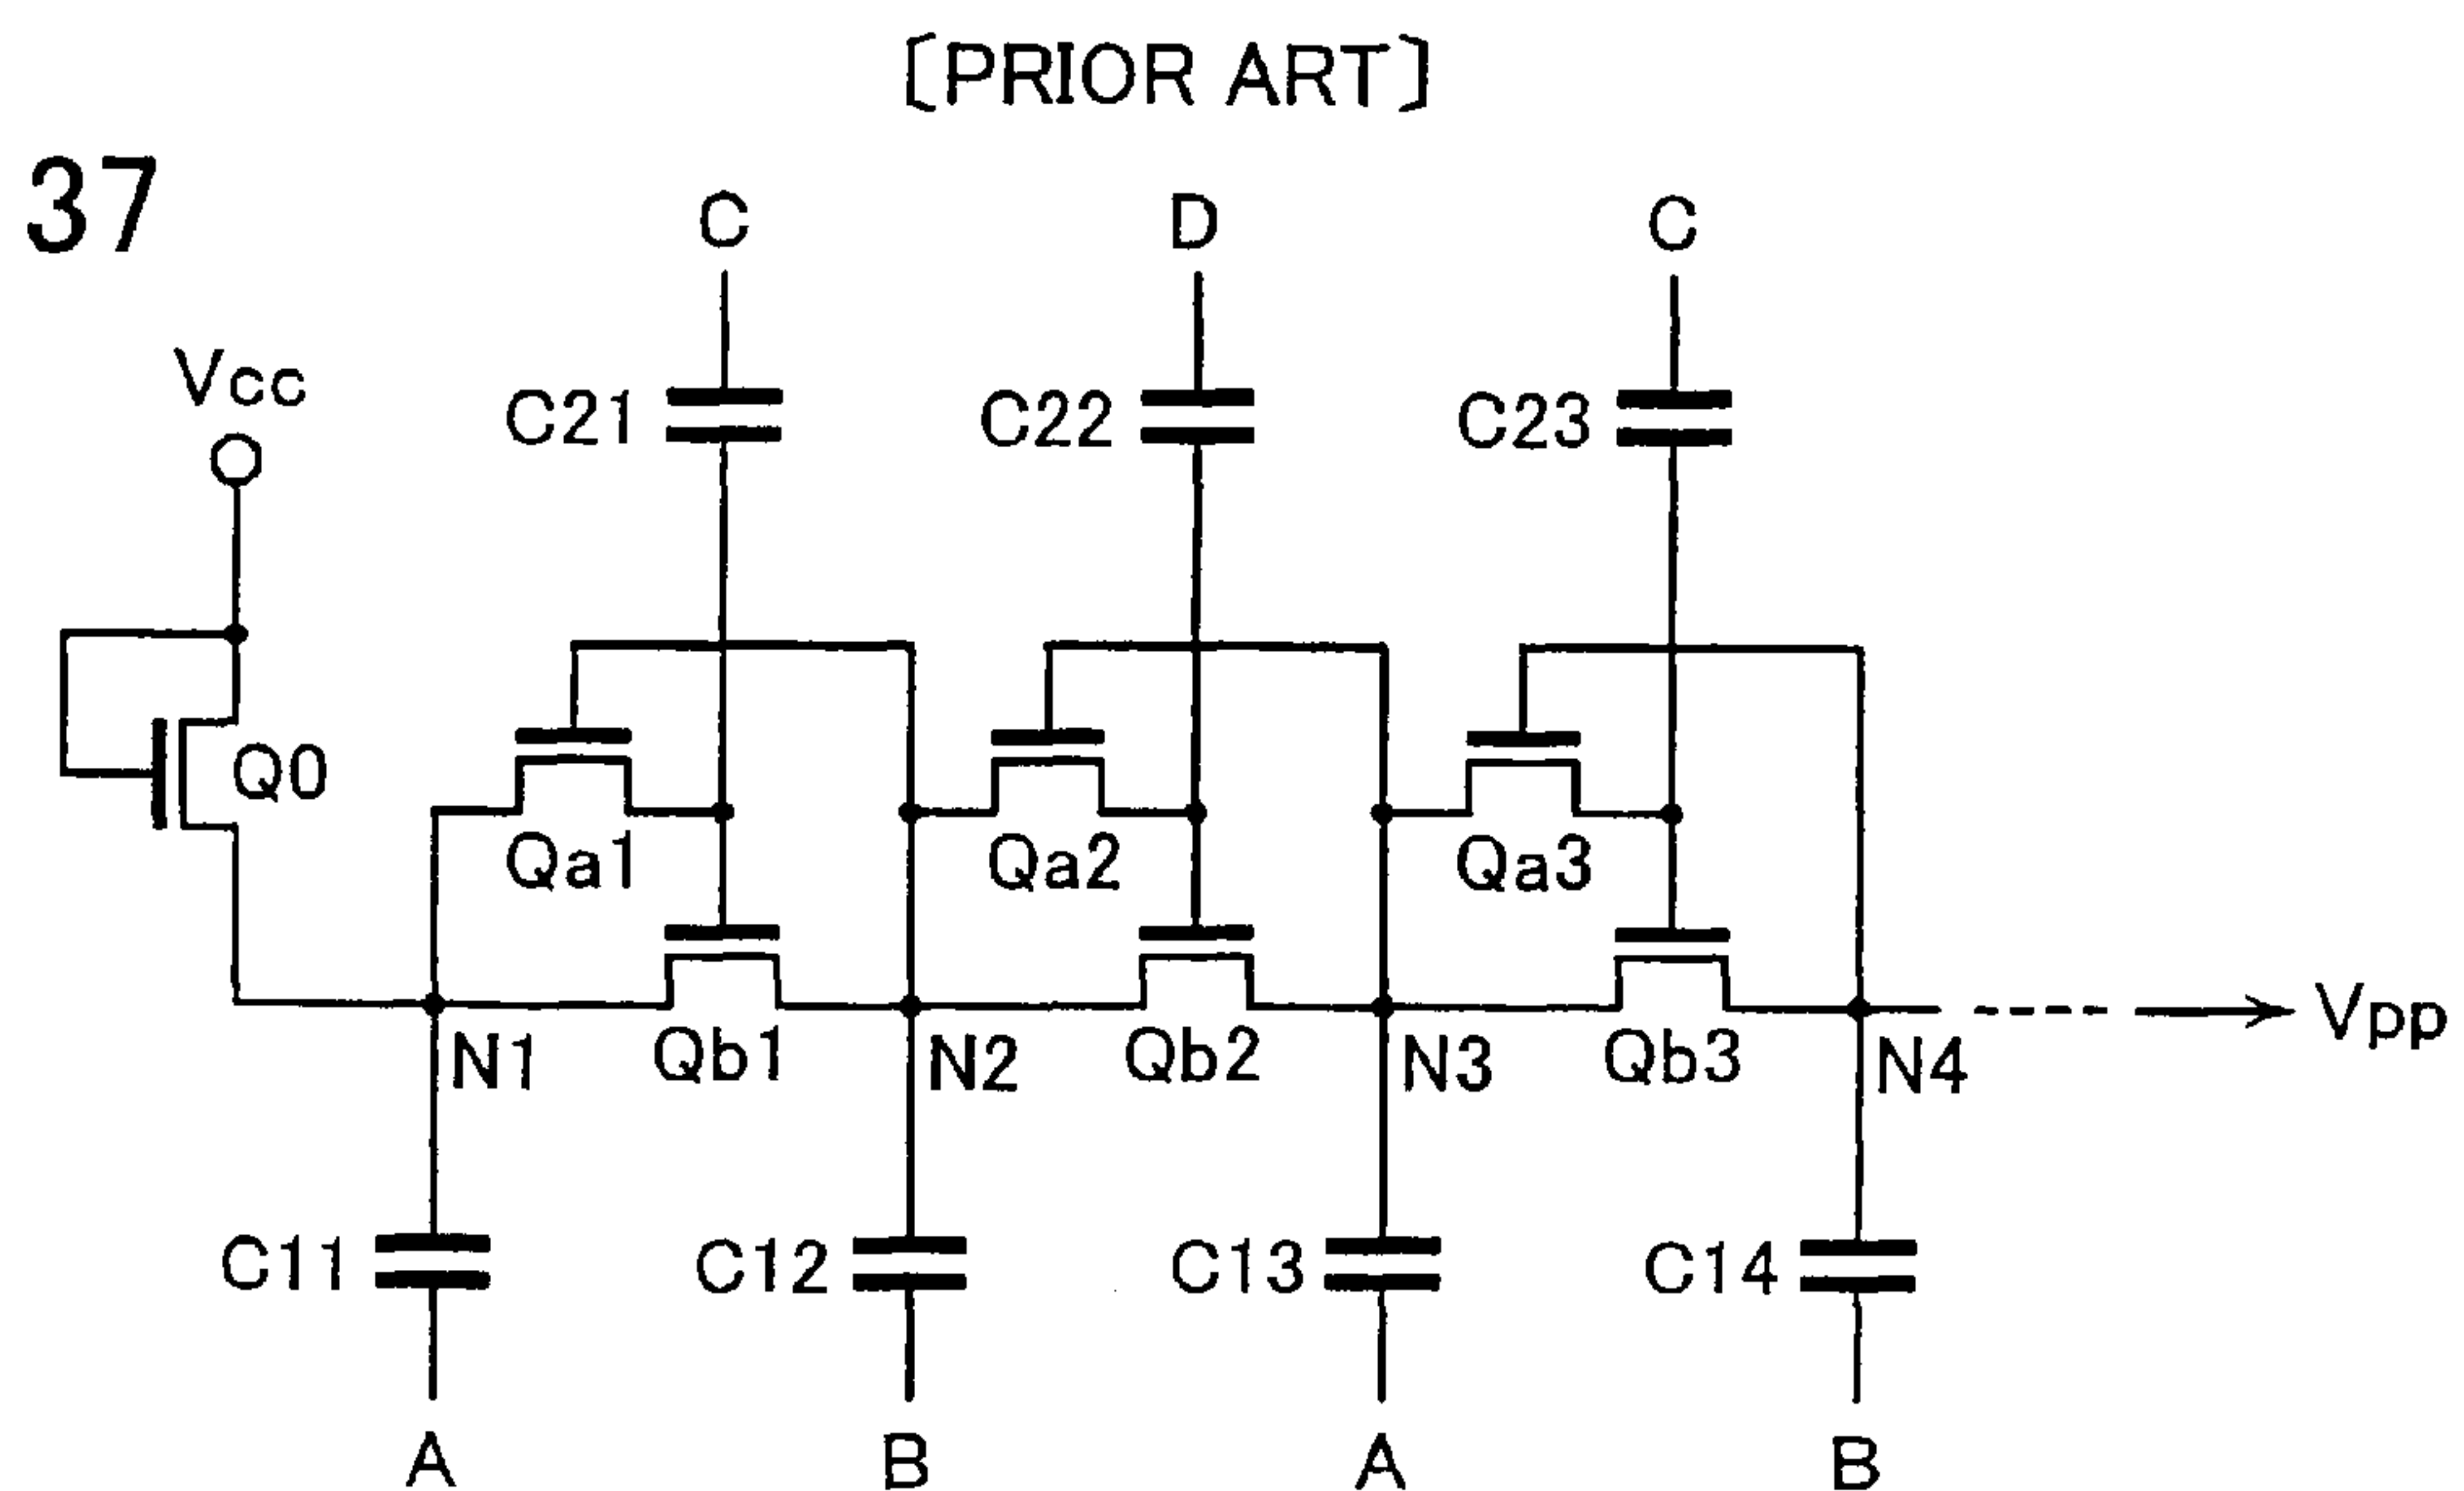 〔PRIOR ART〕
37
C D C
Vcc
C21 C22 C23
Q0
Qa1 Qa2 Qa3
N1 Qb1 N2 Qb2 N3 Qb3 N4 Vpp
C11 C12 C13 C14
A B A B